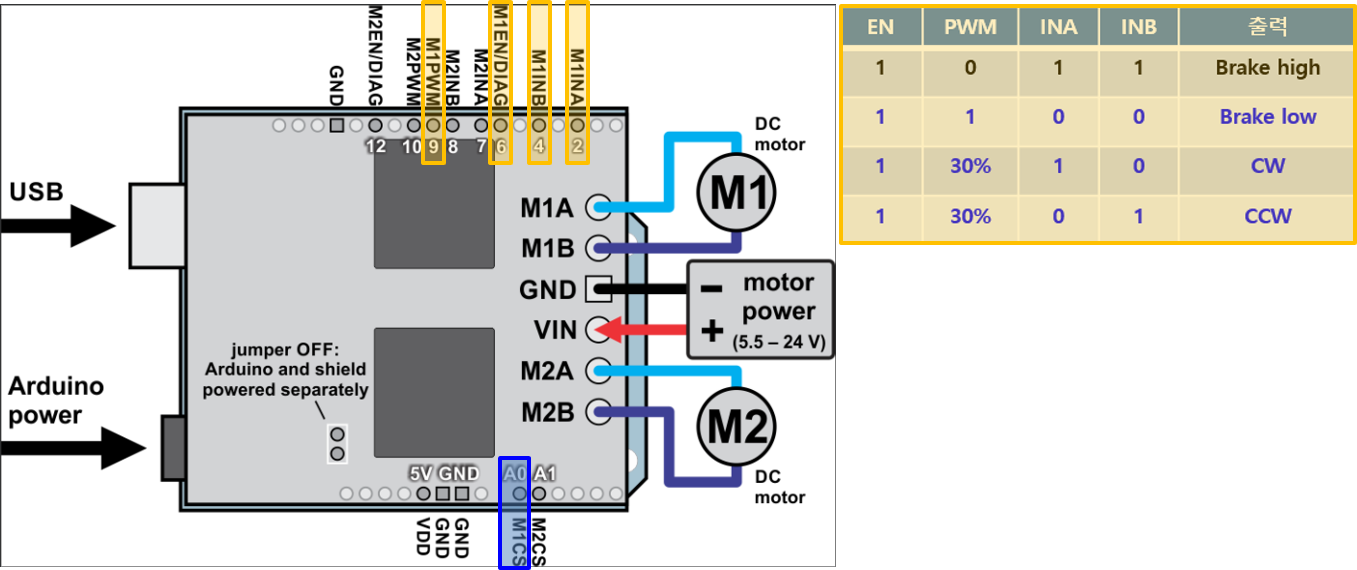 M2EN/DIAG
M2PWM
M1PWM
M2INB
M2INA
M1EN/DIAG
M1INB
M1INA
GND
12
10
9
8
7
6
4
2
DC
motor
USB
M1A
M1
M1B
GND
motor
power
(5.5 – 24 V)
−
+
VIN
jumper OFF:
Arduino and shield
powered separately
M2A
Arduino
power
M2B
M2
5V GND
A0 A1
DC
motor
VDD
GND
GND
M1CS
M2CS
EN PWM INA INB 출력
1 0 1 1 Brake high
1 1 0 0 Brake low
1 30% 1 0 CW
1 30% 0 1 CCW